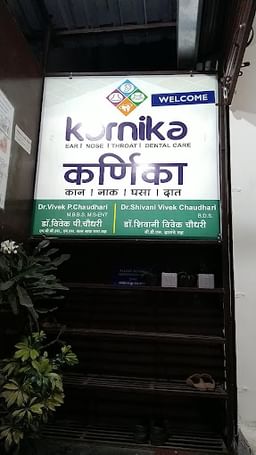 WELCOME
kornika
EAR | NOSE | THROAT | DENTAL CARE
कर्णिका
कान | नाक | घसा | दात
Dr.Vivek P.Chaudhari
M.B.B.S. M.S-ENT
डॉ.विवेक पी.चौधरी
Dr.Shivani Vivek Chaudhari
B.D.S.
डॉ.शिवानी विवेक चौधरी